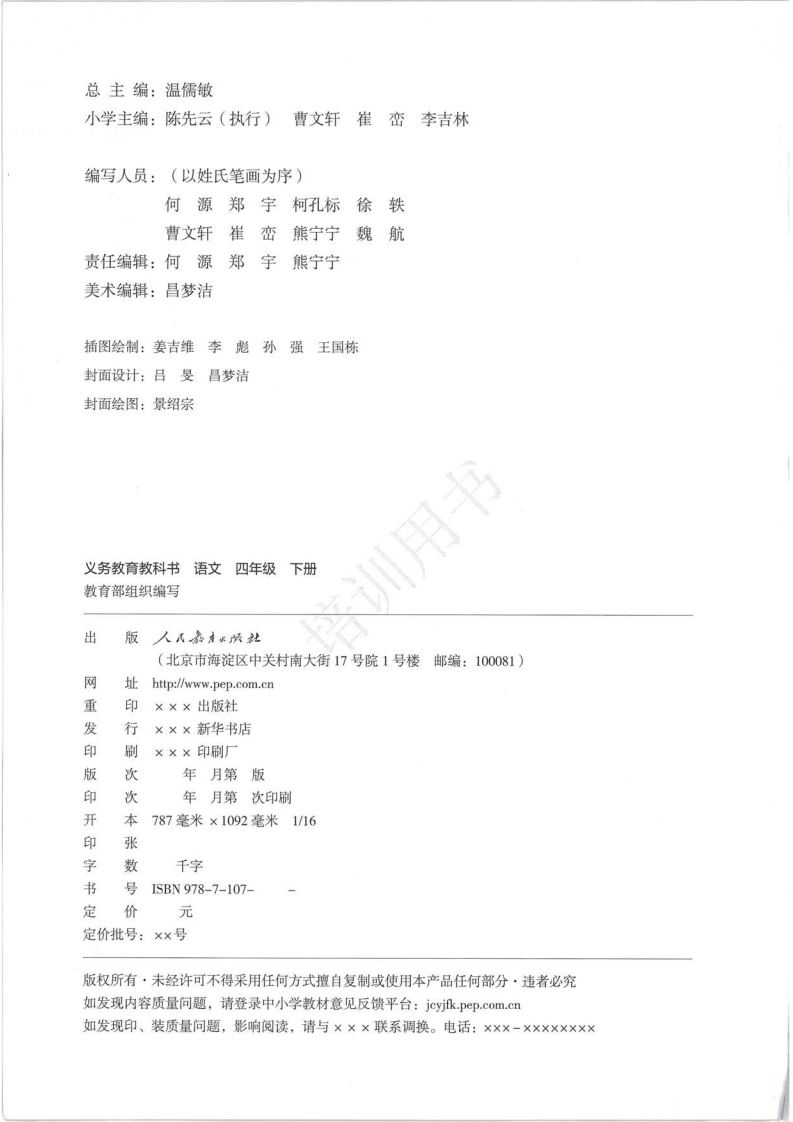 总 主 编：温儒敏
小学主编：陈先云（执行） 曹文轩 崔 峦 李吉林
编写人员：（以姓氏笔画为序）
何 源 郑 宇 柯孔标 徐 轶
曹文轩 崔 峦 熊宁宁 魏 航
责任编辑：何 源 郑 宇 熊宁宁
美术编辑：昌梦洁
插图绘制：姜吉维 李 彪 孙 强 王国栋
封面设计：吕 旻 昌梦洁
封面绘图：景绍宗
培训用书
义务教育教科书 语文 四年级 下册
教育部组织编写
出 版 人民教育出版社
（北京市海淀区中关村南大街 17 号院 1 号楼 邮编：100081）
网 址 http://www.pep.com.cn
重 印 ××× 出版社
发 行 ××× 新华书店
印 刷 ××× 印刷厂
版 次 年 月第 版
印 次 年 月第 次印刷
开 本 787 毫米 ×1092 毫米 1/16
印 张
字 数 千字
书 号 ISBN 978-7-107- -
定 价 元
定价批号：××号
版权所有·未经许可不得采用任何方式擅自复制或使用本产品任何部分·违者必究
如发现内容质量问题，请登录中小学教材意见反馈平台：jcyjfk.pep.com.cn
如发现印、装质量问题，影响阅读，请与 ××× 联系调换。电话：×××-××××××××